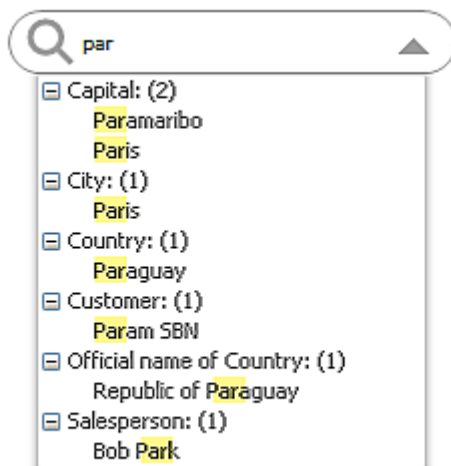 par
Capital: (2)
Paramaribo
Paris
City: (1)
Paris
Country: (1)
Paraguay
Customer: (1)
Param SBN
Official name of Country: (1)
Republic of Paraguay
Salesperson: (1)
Bob Park